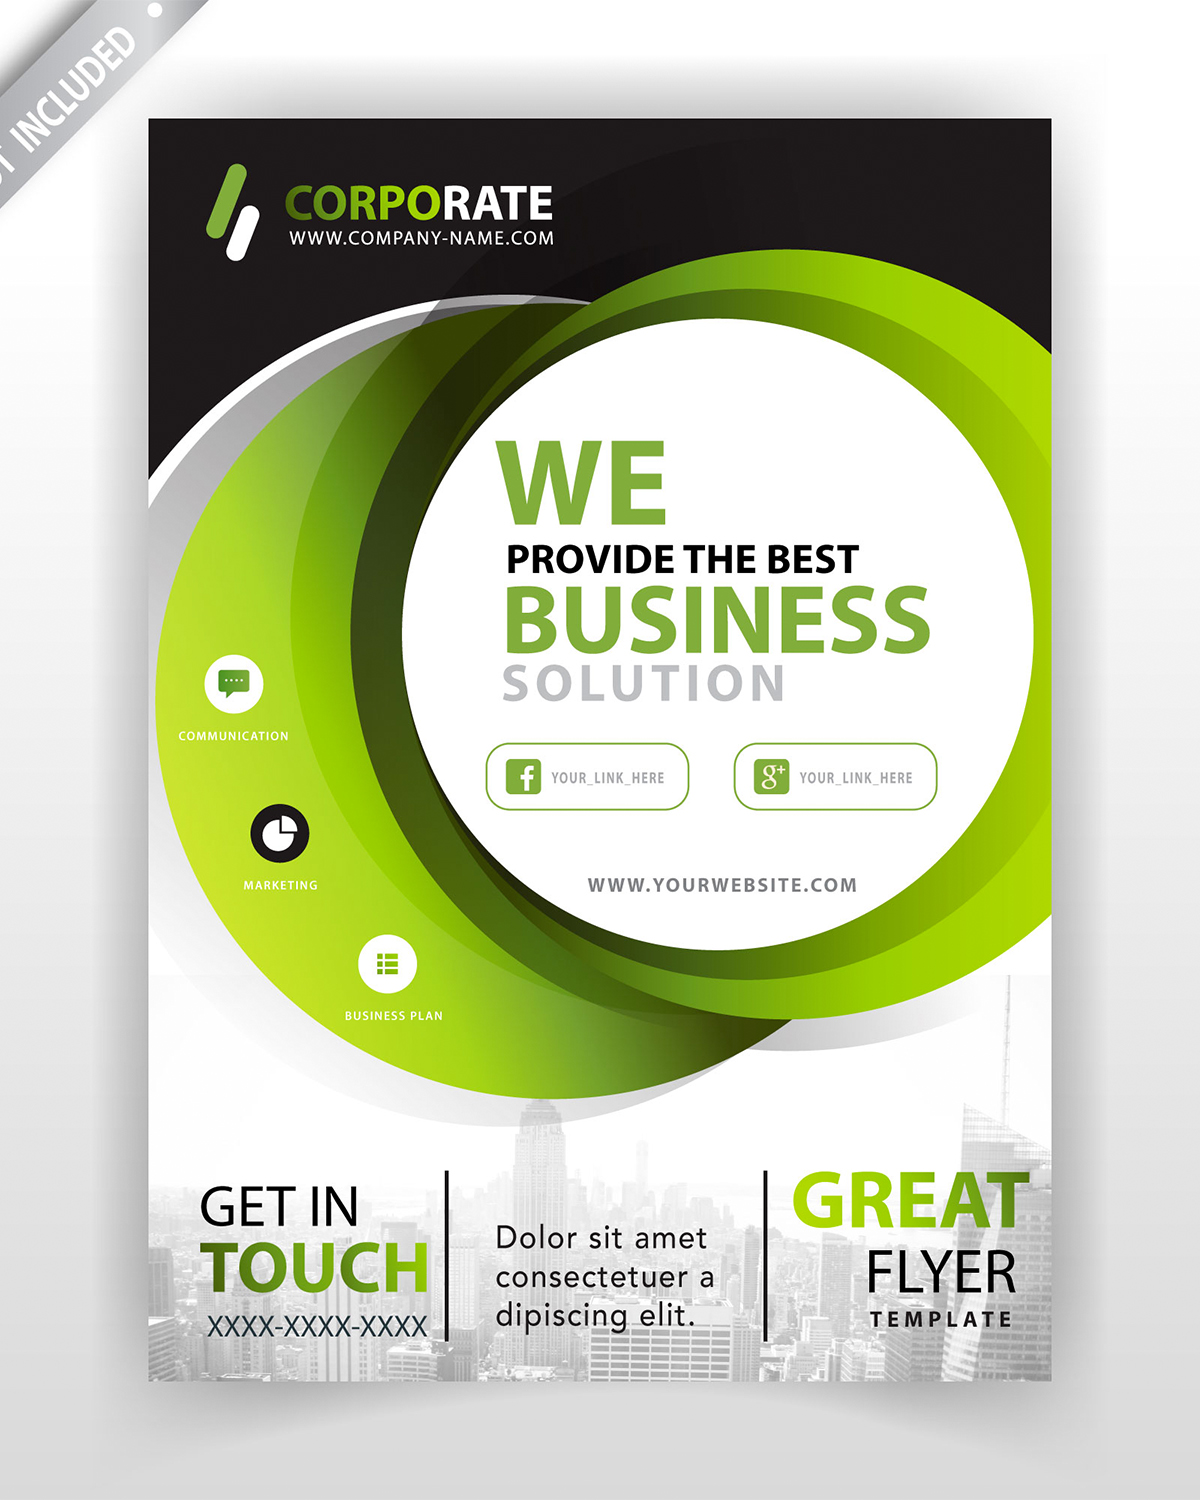 INCLUDED
CORPORATE
WWW.COMPANY-NAME.COM
WE
PROVIDE THE BEST
BUSINESS
SOLUTION
YOUR_LINK_HERE
g+ YOUR_LINK_HERE
WWW.YOURWEBSITE.COM
COMMUNICATION
MARKETING
BUSINESS PLAN
GET IN
TOUCH
XXXX-XXXX-XXXX
Dolor sit amet
consectetuer a
dipiscing elit.
GREAT
FLYER
TEMPLATE